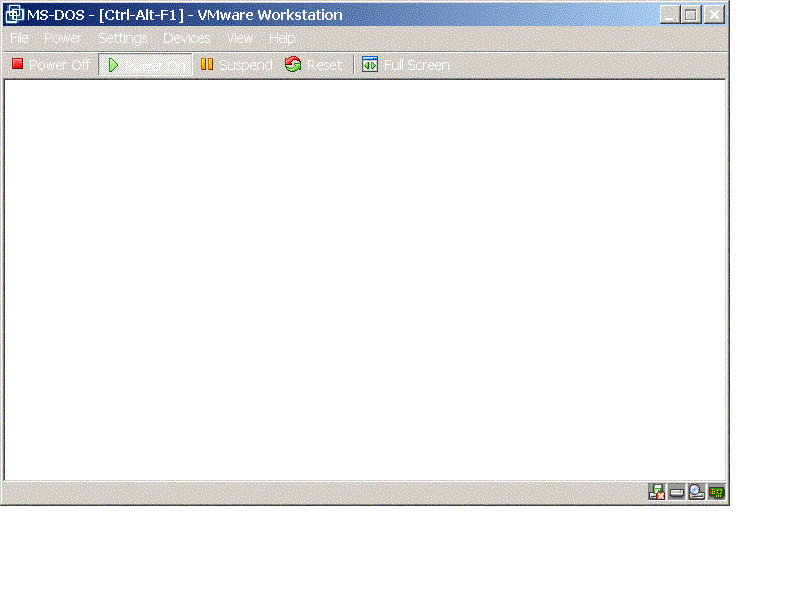 MS-DOS - [Ctrl-Alt-F1] - VMware Workstation
File Power Settings Devices View Help
Power Off Power On Suspend Reset Full Screen